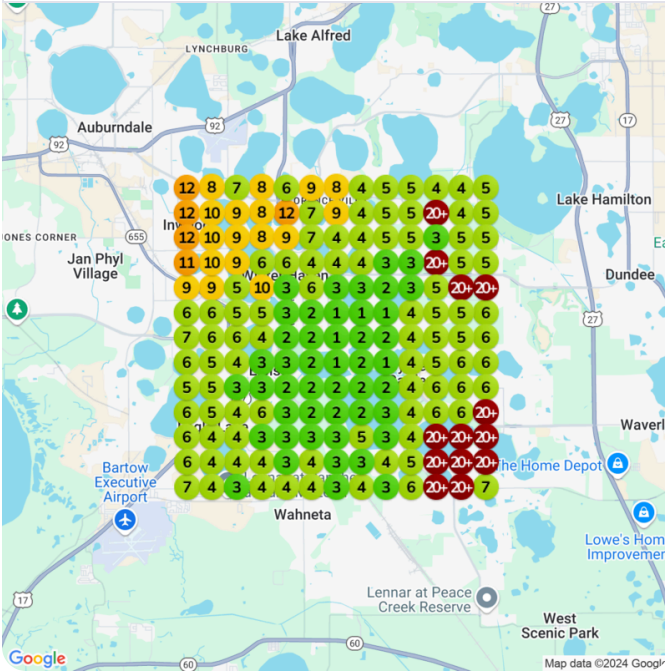 27
Lake Alfred
LYNCHBURG
17
Auburndale
92
27
92
12 8 7 8 6 9 8 4 5 5 4 4 5
Lake Hamilton
12 10 9 8 12 7 9 4 5 5 20+ 4 5
JONES CORNER
655
12 10 9 8 9 7 4 4 5 5 3 5 5
Jan Phyl
Village
11 10 9 6 6 4 4 4 3 3 20+ 5 5
Dundee
9 9 5 10 3 6 3 3 2 3 5 20+ 20+
6 6 5 5 3 2 1 1 1 4 5 5 6
27
7 6 6 4 2 2 1 2 2 4 5 5 6
6 5 4 3 3 2 1 2 1 4 5 6 6
5 5 3 3 2 2 2 2 2 4 6 6 6
6 5 4 6 3 2 2 2 3 4 6 6 20+
Waverl
6 4 4 3 3 3 3 5 3 4 20+ 20+ 20+
6 4 4 4 3 4 3 3 4 5 20+ 20+ 20+
The Home Depot
Bartow
Executive
Airport
7 4 3 4 4 4 3 4 3 6 20+ 20+ 7
Wahneta
Lowe's Hom
Improvemen
17
Lennar at Peace
Creek Reserve
West
Scenic Park
60
60
Google
Map data ©2024 Googl